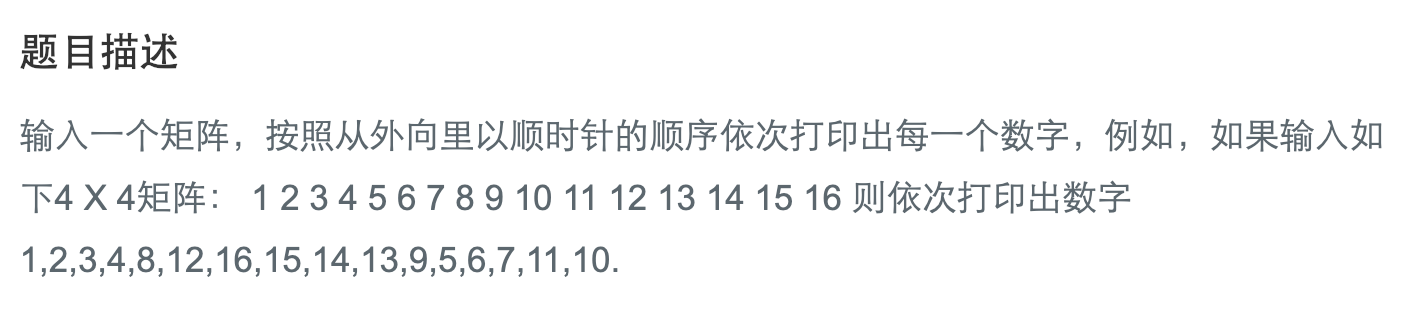 题目描述
输入一个矩阵，按照从外向里以顺时针的顺序依次打印出每一个数字，例如，如果输入如
下4 X 4矩阵： 1 2 3 4 5 6 7 8 9 10 11 12 13 14 15 16 则依次打印出数字
1,2,3,4,8,12,16,15,14,13,9,5,6,7,11,10.